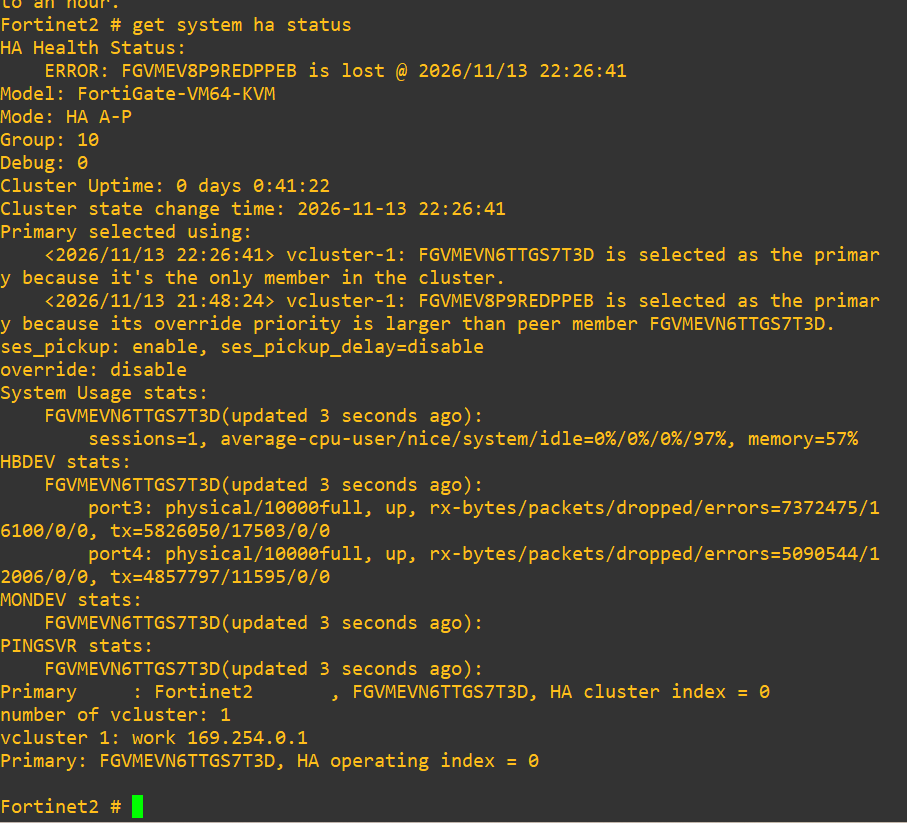 to an hour.
Fortinet2 # get system ha status
HA Health Status:
    ERROR: FGVMEV8P9REDPPEB is lost @ 2026/11/13 22:26:41
Model: FortiGate-VM64-KVM
Mode: HA A-P
Group: 10
Debug: 0
Cluster Uptime: 0 days 0:41:22
Cluster state change time: 2026-11-13 22:26:41
Primary selected using:
    <2026/11/13 22:26:41> vcluster-1: FGVMEVN6TTGS7T3D is selected as the primar
y because it's the only member in the cluster.
    <2026/11/13 21:48:24> vcluster-1: FGVMEV8P9REDPPEB is selected as the primar
y because its override priority is larger than peer member FGVMEVN6TTGS7T3D.
ses_pickup: enable, ses_pickup_delay=disable
override: disable
System Usage stats:
    FGVMEVN6TTGS7T3D(updated 3 seconds ago):
        sessions=1, average-cpu-user/nice/system/idle=0%/0%/0%/97%, memory=57%
HBDEV stats:
    FGVMEVN6TTGS7T3D(updated 3 seconds ago):
        port3: physical/10000full, up, rx-bytes/packets/dropped/errors=7372475/1
6100/0/0, tx=5826050/17503/0/0
        port4: physical/10000full, up, rx-bytes/packets/dropped/errors=5090544/1
2006/0/0, tx=4857797/11595/0/0
MONDEV stats:
    FGVMEVN6TTGS7T3D(updated 3 seconds ago):
PINGSVR stats:
    FGVMEVN6TTGS7T3D(updated 3 seconds ago):
Primary     : Fortinet2       , FGVMEVN6TTGS7T3D, HA cluster index = 0
number of vcluster: 1
vcluster 1: work 169.254.0.1
Primary: FGVMEVN6TTGS7T3D, HA operating index = 0
Fortinet2 #